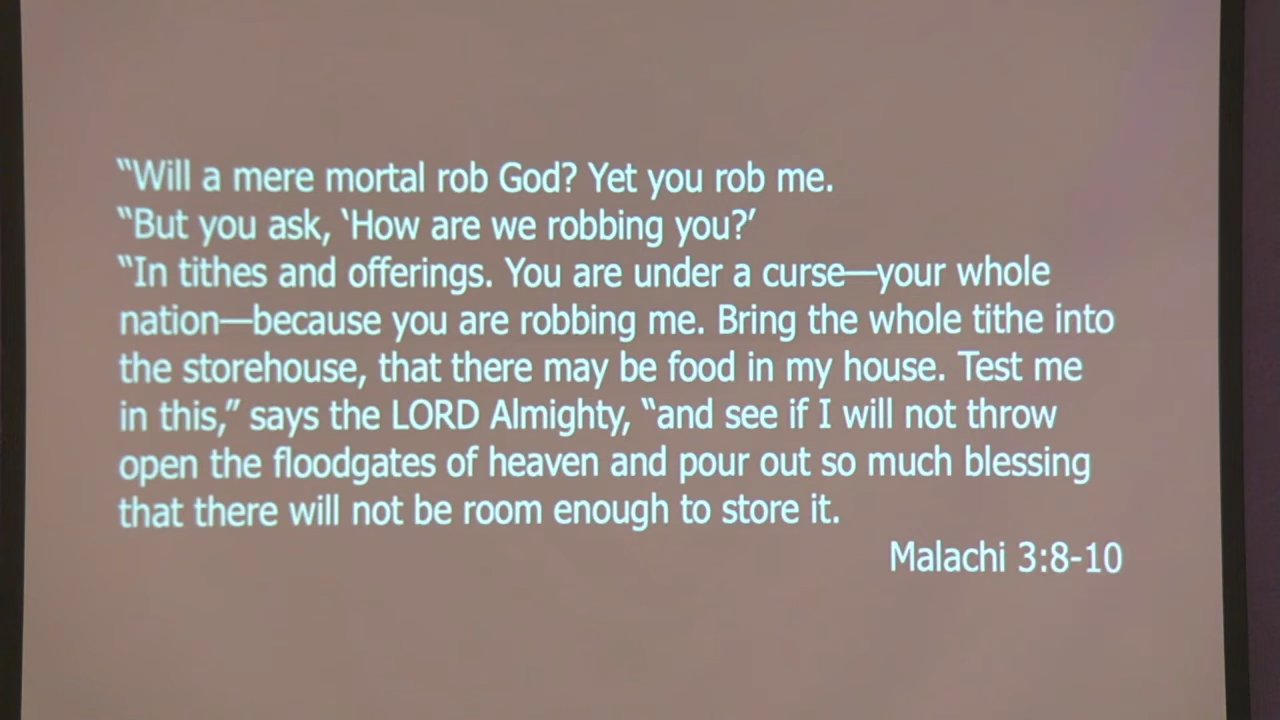 “Will a mere mortal rob God? Yet you rob me.
“But you ask, ‘How are we robbing you?’
“In tithes and offerings. You are under a curse—your whole
nation—because you are robbing me. Bring the whole tithe into
the storehouse, that there may be food in my house. Test me
in this,” says the LORD Almighty, “and see if I will not throw
open the floodgates of heaven and pour out so much blessing
that there will not be room enough to store it.
Malachi 3:8-10